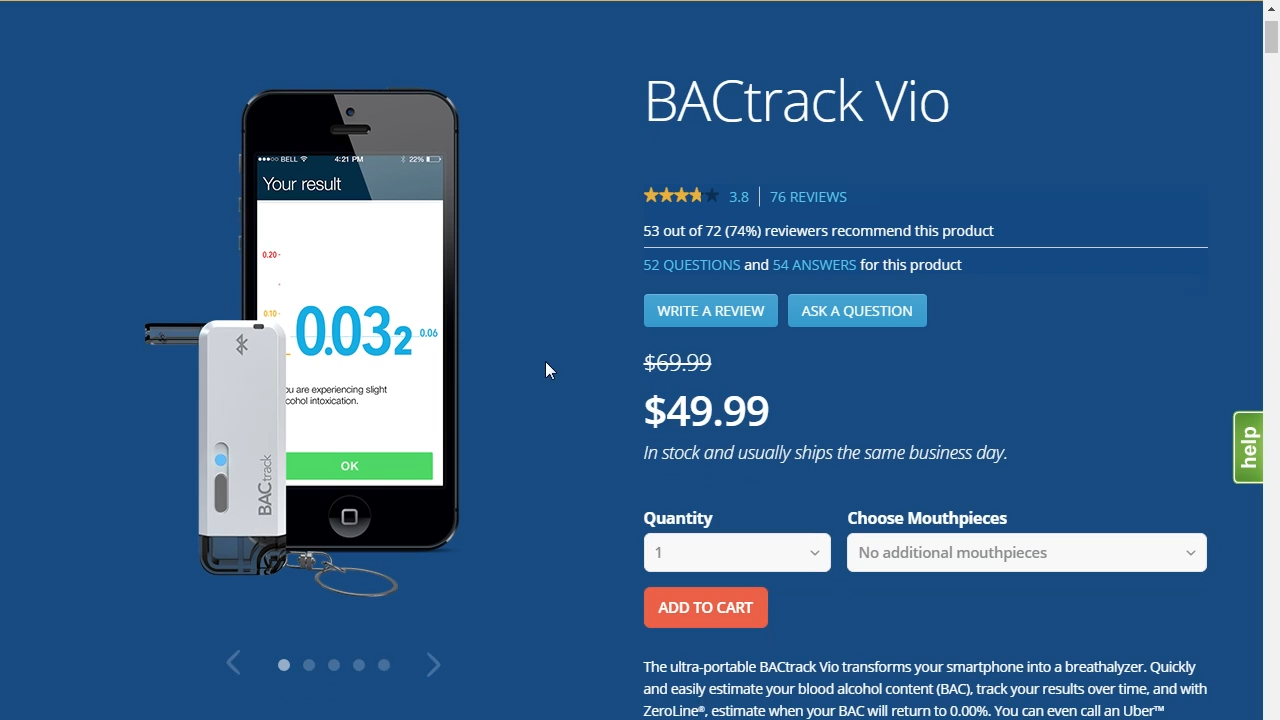 BACtrack Vio
3.8 76 REVIEWS
53 out of 72 (74%) reviewers recommend this product
52 QUESTIONS and 54 ANSWERS for this product
WRITE A REVIEW ASK A QUESTION
$69.99
$49.99
In stock and usually ships the same business day.
Quantity Choose Mouthpieces
1 No additional mouthpieces
ADD TO CART
The ultra-portable BACtrack Vio transforms your smartphone into a breathalyzer. Quickly
and easily estimate your blood alcohol content (BAC), track your results over time, and with
ZeroLine®, estimate when your BAC will return to 0.00%. You can even call an Uber™
BELL 4:21 PM 22%
Your result
0.20
0.10
0.032 0.06
ou are experiencing slight
cohol intoxication.
OK
BACtrack
help